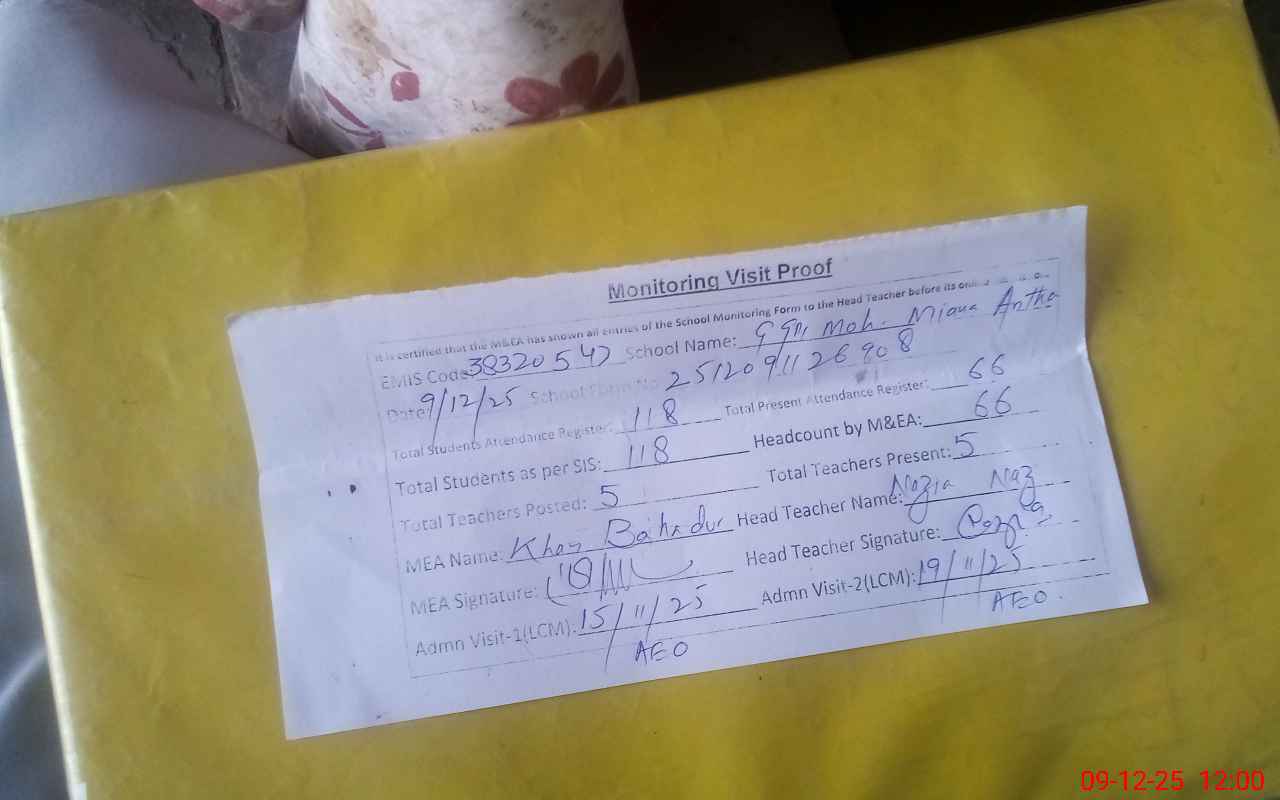 Monitoring Visit Proof
It is certified that the M&EA has shown all entries of the School Monitoring Form to the Head Teacher before its
EMIS Code: 38320547 School Name: Moh. Miana
Date: 9/12/25 School Form No 2512091126908
Total Students Attendance Register: 118 Total Present Attendance Register: 66
Total Students as per SIS: 118 Headcount by M&EA: 66
Total Teachers Posted: 5 Total Teachers Present: 5
MEA Name: Khan Bahadur Head Teacher Name: Nazia Naz
MEA Signature: Head Teacher Signature:
Admn Visit-1(LCM): 15/11/25 Admn Visit-2(LCM): 19/11/25
AEO AEO
09-12-25 12:00